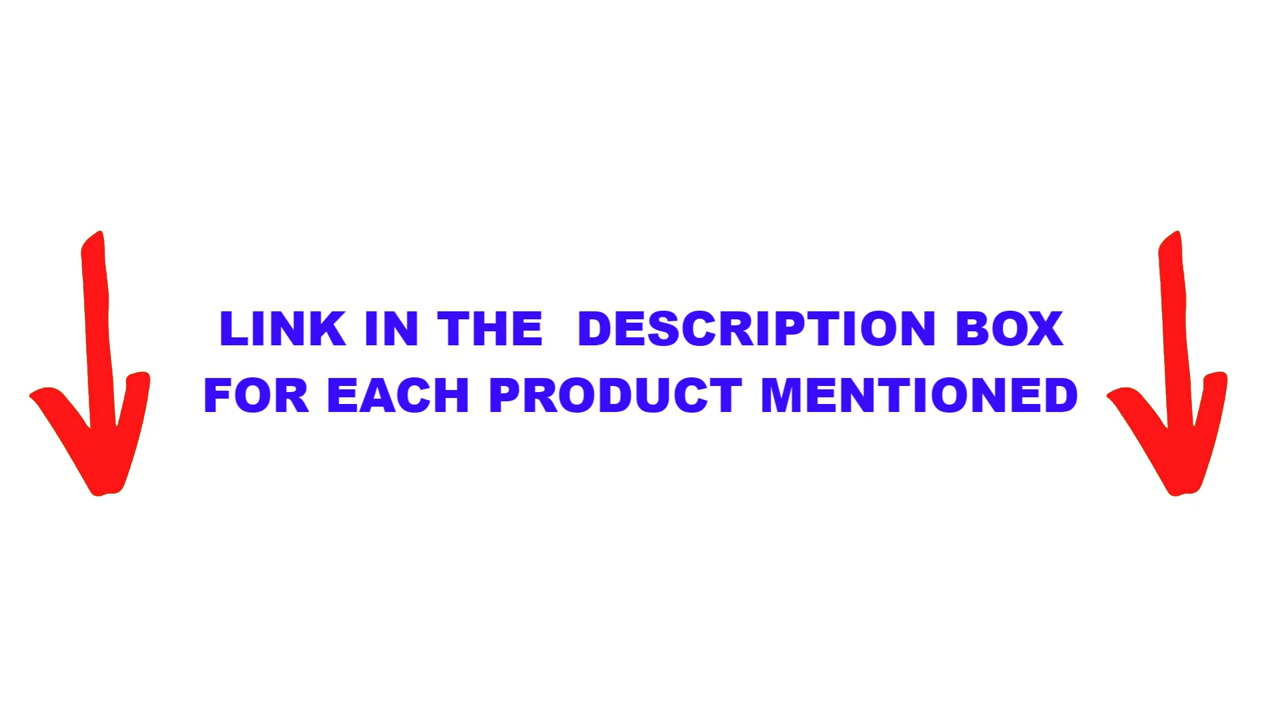 LINK IN THE  DESCRIPTION BOX
FOR EACH PRODUCT MENTIONED